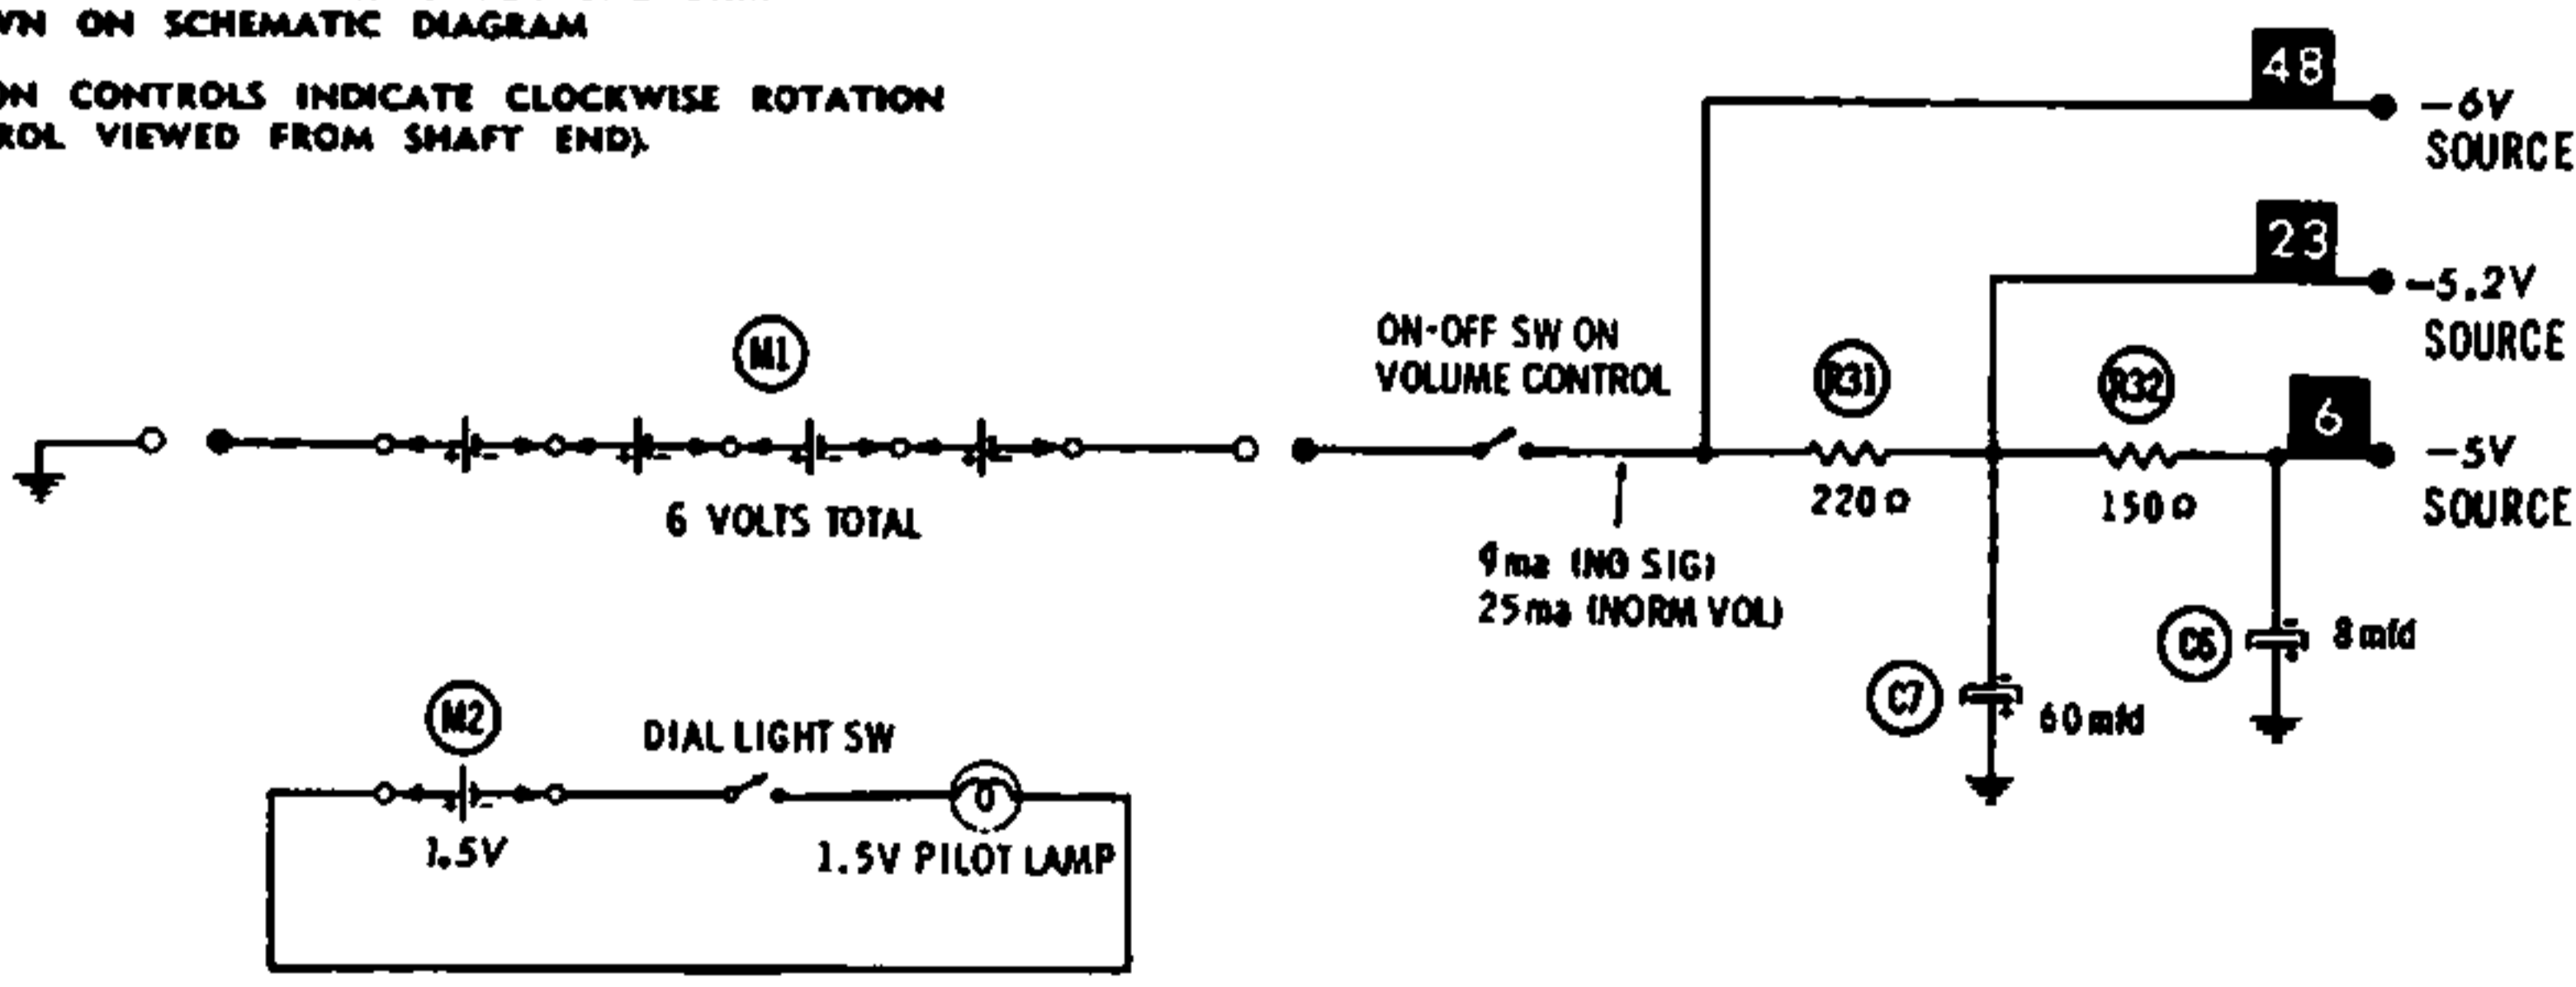 WN ON SCHEMATIC DIAGRAM
ON CONTROLS INDICATE CLOCKWISE ROTATION
ROL VIEWED FROM SHAFT END).
48
-6V
SOURCE
23
-5.2V
SOURCE
M1
ON-OFF SW ON
VOLUME CONTROL
R31
R32
6
-5V
SOURCE
+ - + - + - + -
6 VOLTS TOTAL
220Ω
150Ω
9ma (NO SIG)
25ma (NORM VOL)
-
+
8mfd
C7
-
+
60mfd
M2
DIAL LIGHT SW
+ -
1.5V
1.5V PILOT LAMP